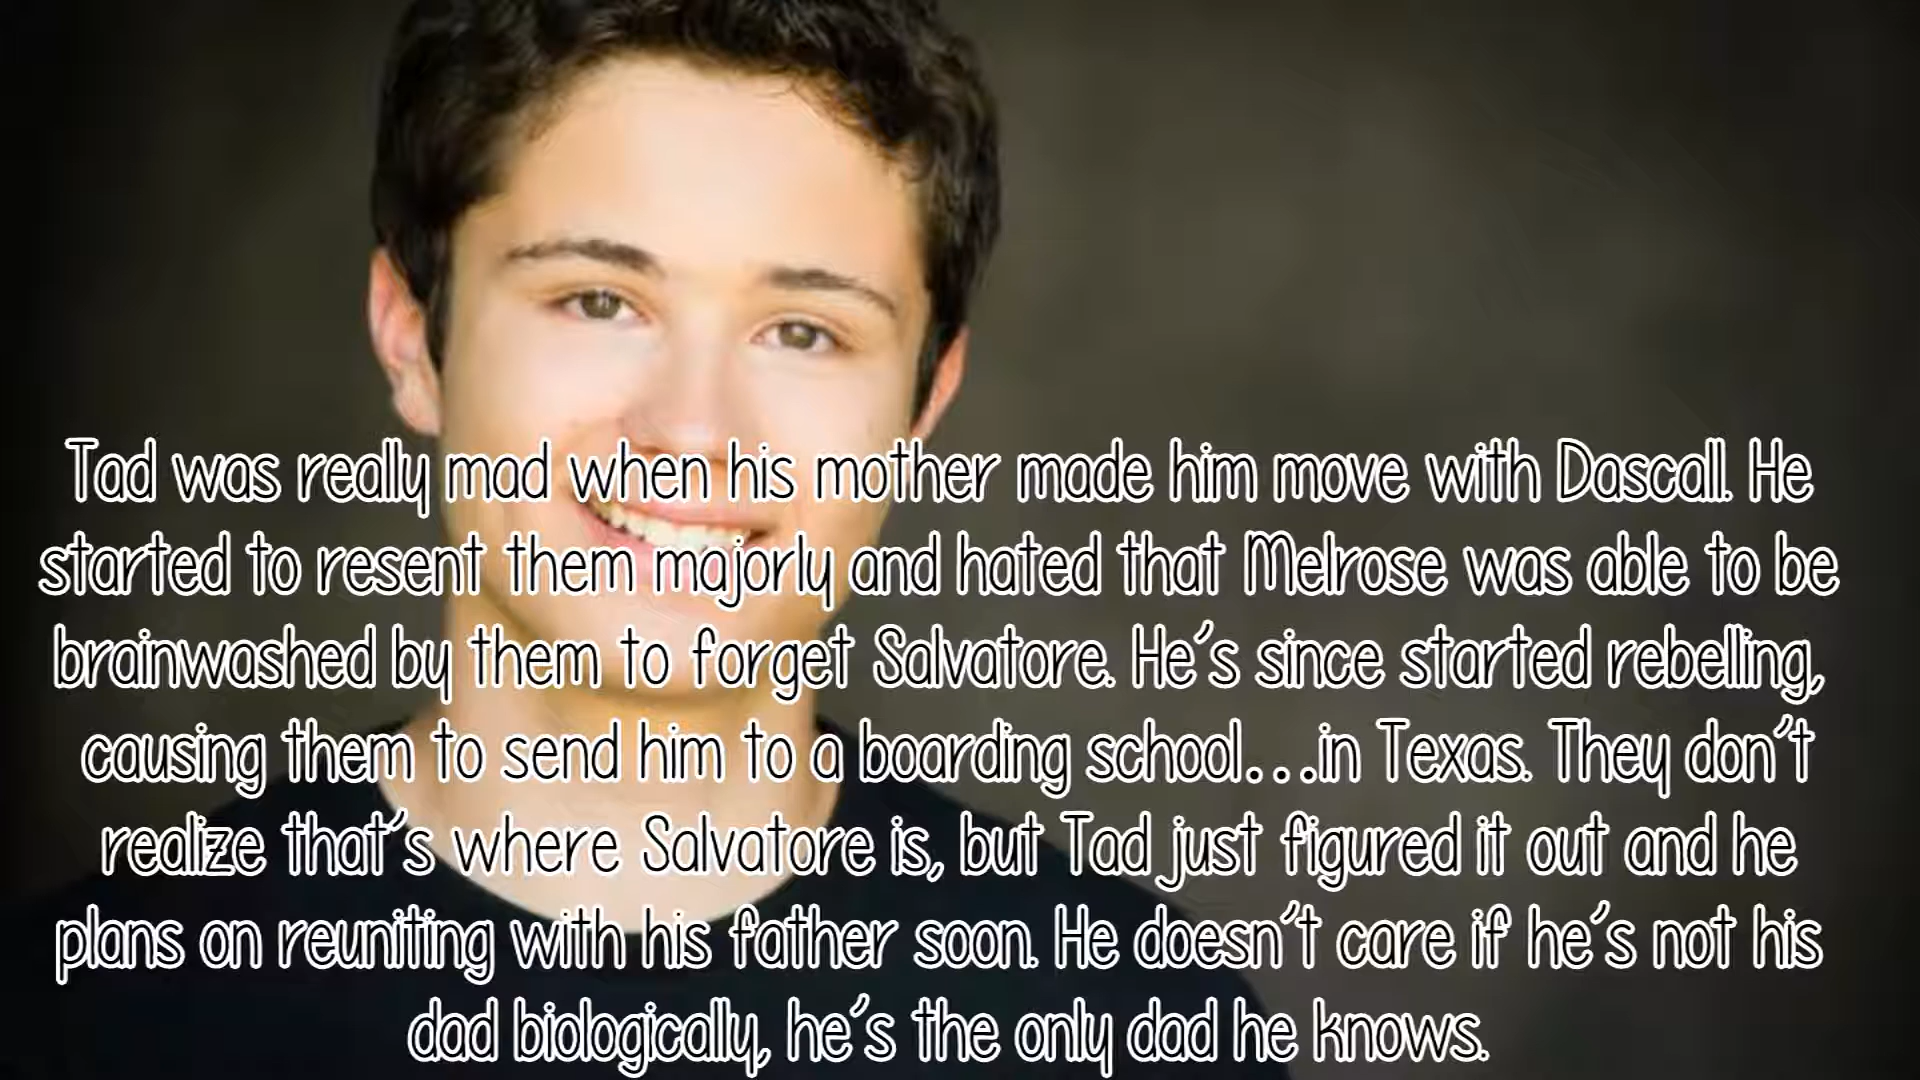 Tad was really mad when his mother made him move with Dascall. He
started to resent them majorly and hated that Melrose was able to be
brainwashed by them to forget Salvatore. He's since started rebelling,
causing them to send him to a boarding school...in Texas. They don't
realize that's where Salvatore is, but Tad just figured it out and he
plans on reuniting with his father soon. He doesn't care if he's not his
dad biologically, he's the only dad he knows.